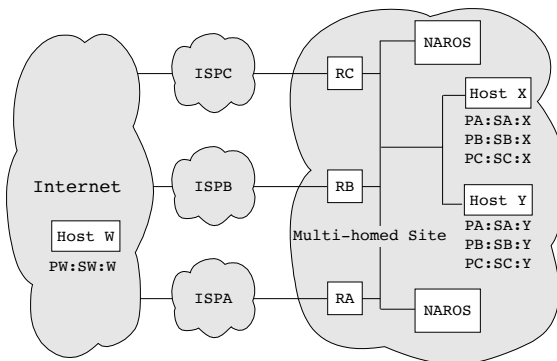 NAROS
ISPC
RC
Host X
PA:SA:X
PB:SB:X
PC:SC:X
Internet
ISPB
RB
Host Y
PA:SA:Y
PB:SB:Y
PC:SC:Y
Host W
PW:SW:W
Multi-homed Site
ISPA
RA
NAROS